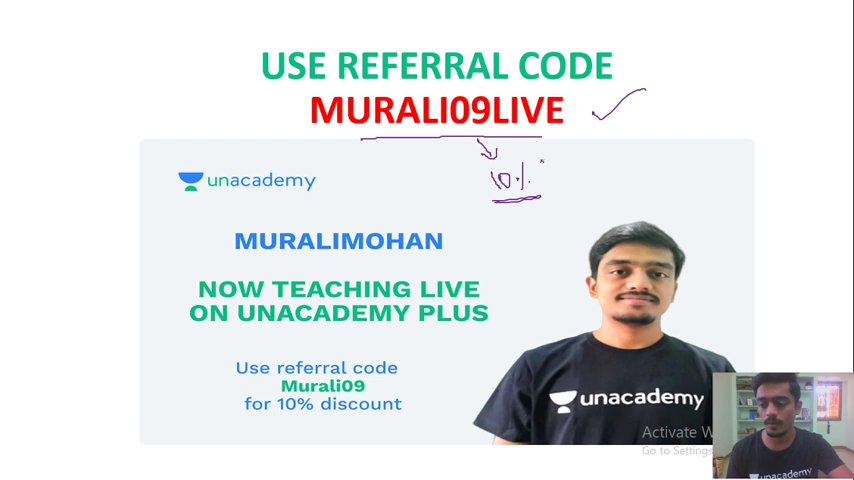 USE REFERRAL CODE
MURALI09LIVE
10%
unacademy
MURALIMOHAN
NOW TEACHING LIVE
ON UNACADEMY PLUS
Use referral code
Murali09
for 10% discount
unacademy
Activate W
Go to Settings
unacademy